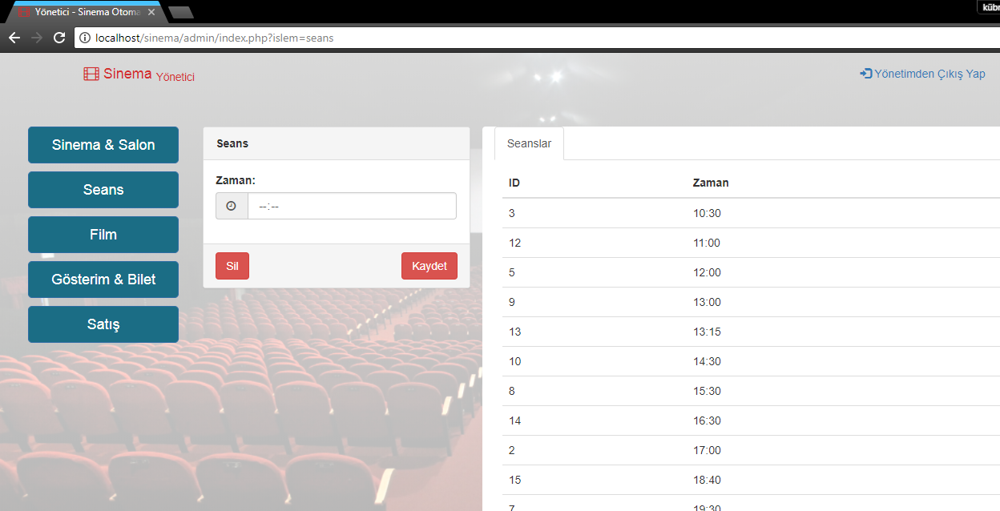 Yönetici - Sinema Otoma
localhost/sinema/admin/index.php?islem=seans
Sinema Yönetici
Yönetimden Çıkış Yap
Sinema & Salon
Seans
Film
Gösterim & Bilet
Satış
Seans
Zaman:
--:--
Sil
Kaydet
Seanslar
ID Zaman
3 10:30
12 11:00
5 12:00
9 13:00
13 13:15
10 14:30
8 15:30
14 16:30
2 17:00
15 18:40
7 19:30